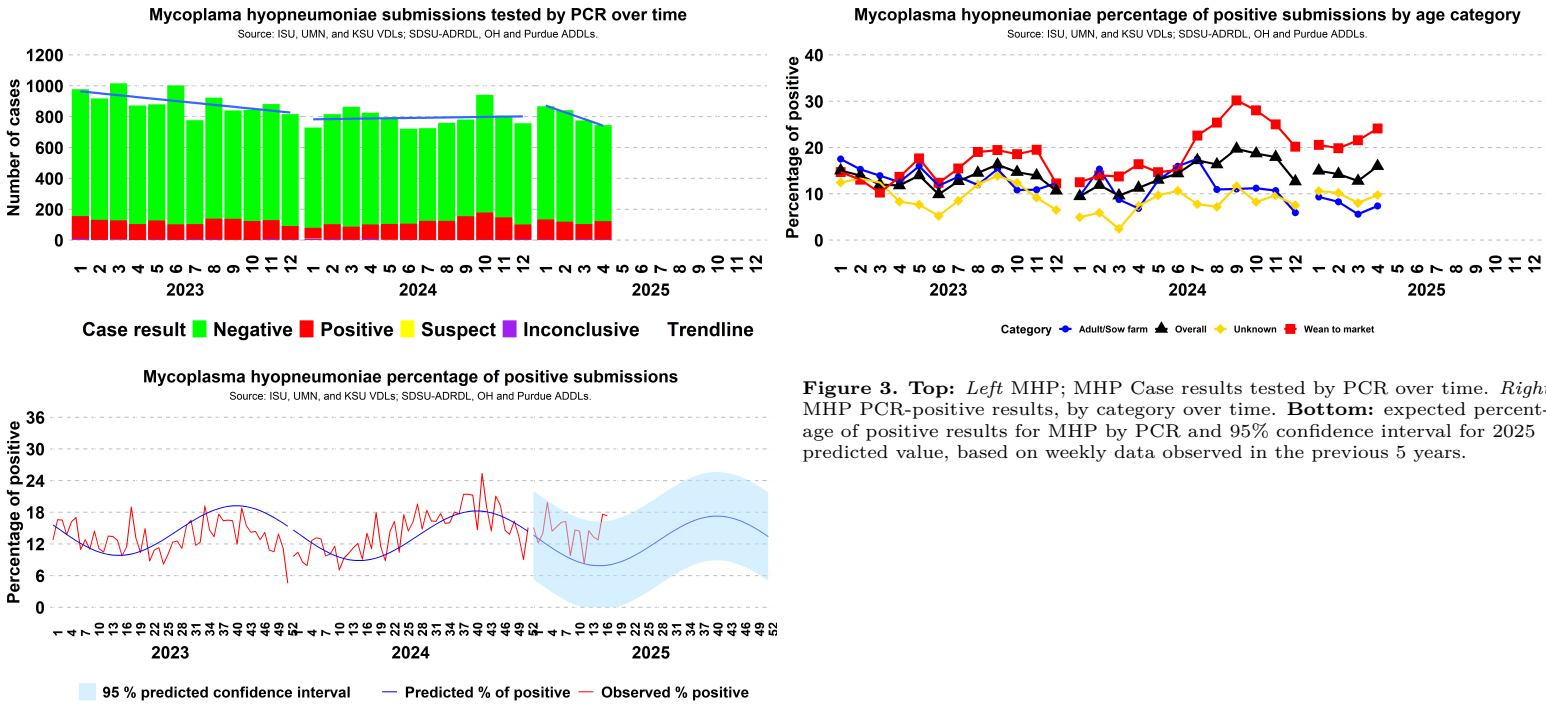 Mycoplama hyopneumoniae submissions tested by PCR over time
Source: ISU, UMN, and KSU VDLs; SDSU-ADRDL, OH and Purdue ADDLs.
Number of cases
1200
1000
800
600
400
200
0
1 2 3 4 5 6 7 8 9 10 11 12 1 2 3 4 5 6 7 8 9 10 11 12 1 2 3 4 5 6 7 8 9 10 11 12
2023 2024 2025
Case result Negative Positive Suspect Inconclusive Trendline
Mycoplasma hyopneumoniae percentage of positive submissions by age category
Source: ISU, UMN, and KSU VDLs; SDSU-ADRDL, OH and Purdue ADDLs.
Percentage of positive
40
30
20
10
0
1 2 3 4 5 6 7 8 9 10 11 12 1 2 3 4 5 6 7 8 9 10 11 12 1 2 3 4 5 6 7 8 9 10 11 12
2023 2024 2025
Category Adult/Sow farm Overall Unknown Wean to market
Mycoplasma hyopneumoniae percentage of positive submissions
Source: ISU, UMN, and KSU VDLs; SDSU-ADRDL, OH and Purdue ADDLs.
Percentage of positive
36
30
24
18
12
6
0
1 4 7 10 13 16 19 22 25 28 31 34 37 40 43 46 49 52 1 4 7 10 13 16 19 22 25 28 31 34 37 40 43 46 49 52 1 4 7 10 13 16 19 22 25 28 31 34 37 40 43 46 49 52
2023 2024 2025
95 % predicted confidence interval Predicted % of positive Observed % positive
Figure 3. Top: Left MHP; MHP Case results tested by PCR over time. Right
MHP PCR-positive results, by category over time. Bottom: expected percent-
age of positive results for MHP by PCR and 95% confidence interval for 2025
predicted value, based on weekly data observed in the previous 5 years.